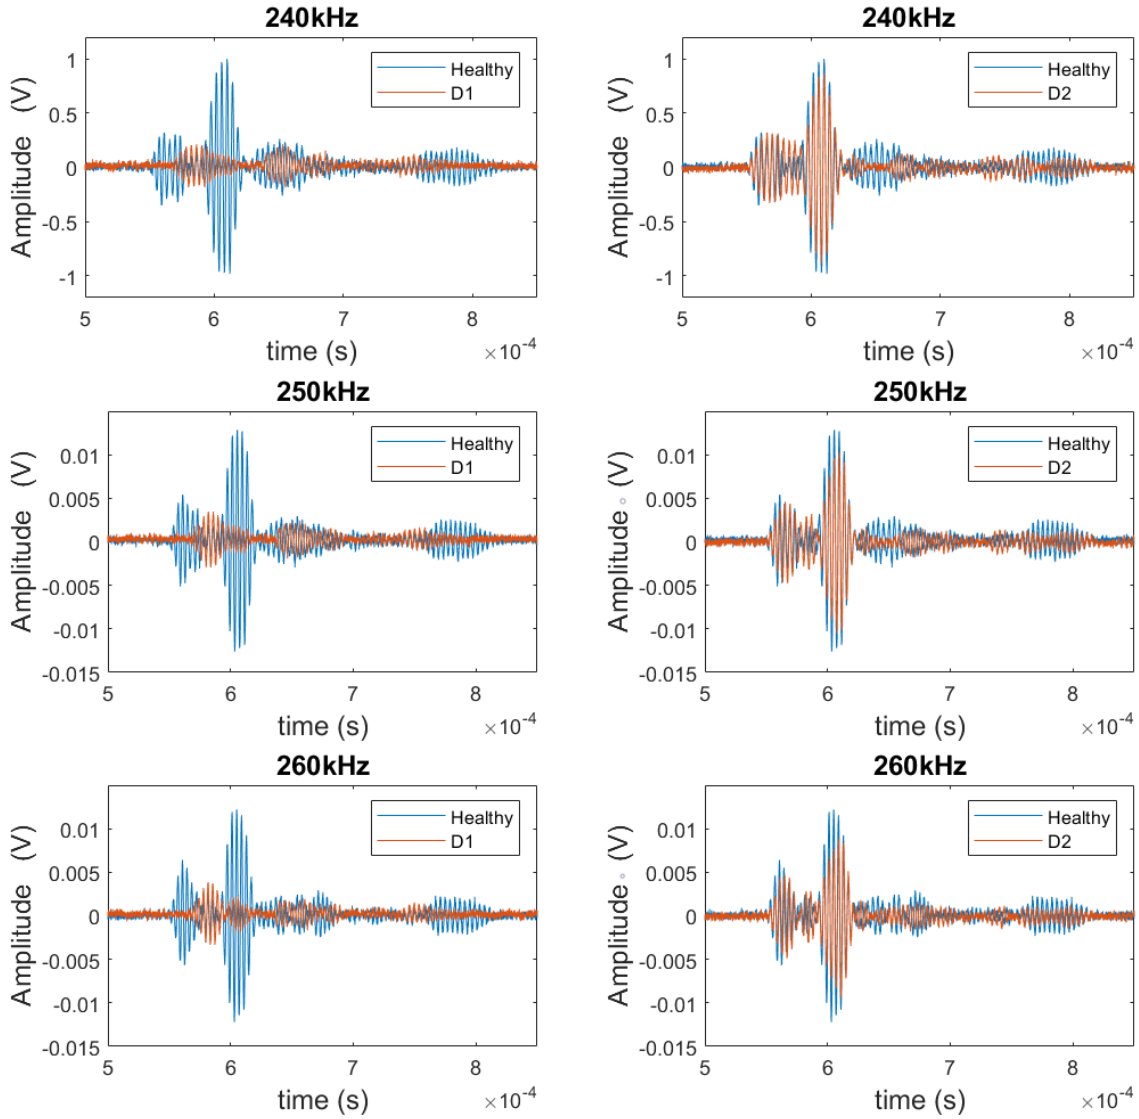 240kHz
Amplitude (V)
1
0.5
0
-0.5
-1
Healthy
D1
5 6 7 8
time (s)
×10-4
240kHz
Amplitude (V)
1
0.5
0
-0.5
-1
Healthy
D2
5 6 7 8
time (s)
×10-4
250kHz
Amplitude (V)
0.01
0.005
0
-0.005
-0.01
-0.015
Healthy
D1
5 6 7 8
time (s)
×10-4
250kHz
Amplitude (V)
0.01
0.005
0
-0.005
-0.01
-0.015
Healthy
D2
5 6 7 8
time (s)
×10-4
260kHz
Amplitude (V)
0.01
0.005
0
-0.005
-0.01
-0.015
Healthy
D1
5 6 7 8
time (s)
×10-4
260kHz
Amplitude (V)
0.01
0.005
0
-0.005
-0.01
-0.015
Healthy
D2
5 6 7 8
time (s)
×10-4